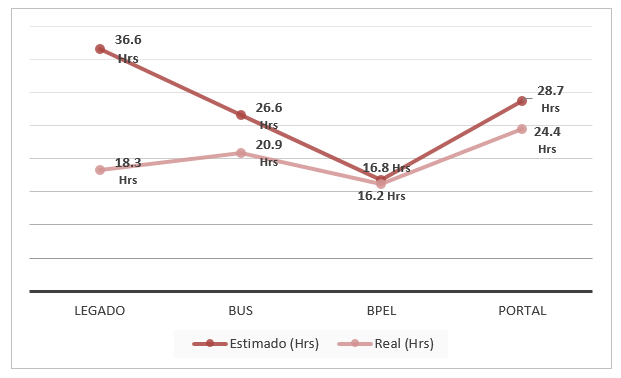 36.6
Hrs
26.6
Hrs
28.7
Hrs
24.4
Hrs
20.9
Hrs
18.3
Hrs
16.8 Hrs
16.2 Hrs
LEGADO BUS BPEL PORTAL
Estimado (Hrs) Real (Hrs)